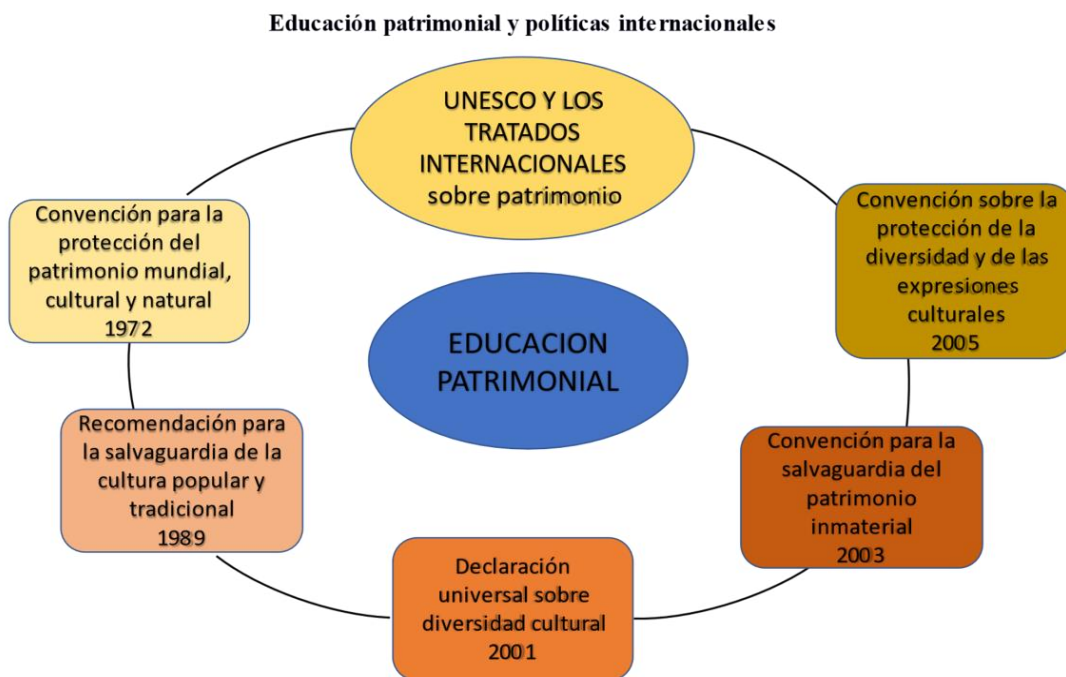 Educación patrimonial y políticas internacionales
UNESCO Y LOS
TRATADOS
INTERNACIONALES
sobre patrimonio
Convención para la
protección del
patrimonio mundial,
cultural y natural
1972
Convención sobre la
protección de la
diversidad y de las
expresiones
culturales
2005
EDUCACION
PATRIMONIAL
Recomendación para
la salvaguardia de la
cultura popular y
tradicional
1989
Convención para la
salvaguardia del
patrimonio
inmaterial
2003
Declaración
universal sobre
diversidad cultural
2001